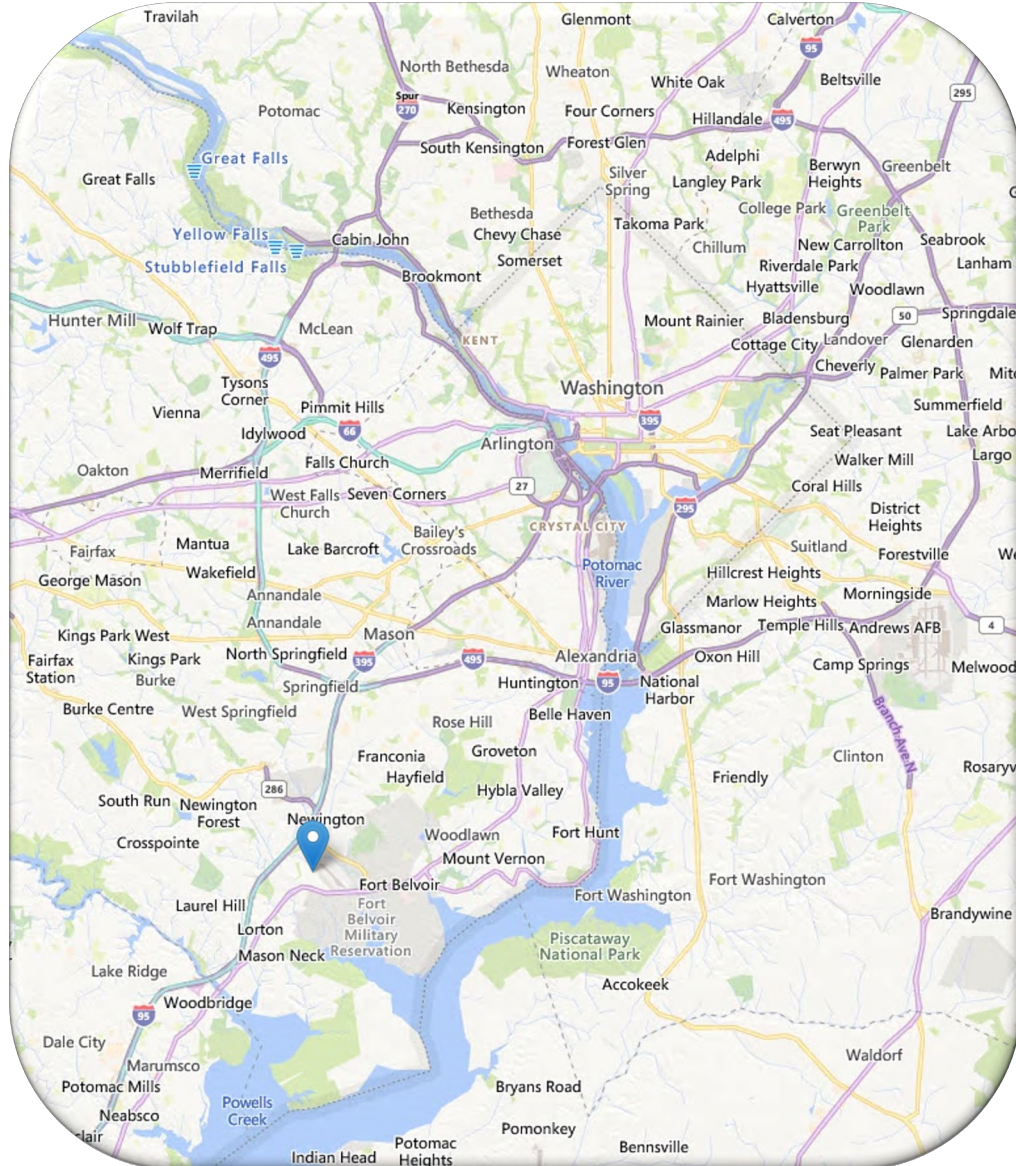 Travilah
Glenmont
Calverton
95
North Bethesda
Wheaton
White Oak
Beltsville
295
Spur
270
Potomac
Kensington
Four Corners
Hillandale
495
South Kensington
Forest Glen
Great Falls
Great Falls
Adelphi
Berwyn
Heights
Greenbelt
Silver
Spring
Langley Park
Bethesda
College Park
Greenbelt
Park
Takoma Park
Yellow Falls
Cabin John
Chevy Chase
Chillum
New Carrollton
Seabrook
Stubblefield Falls
Somerset
Riverdale Park
Lanham
Brookmont
Hyattsville
Woodlawn
Hunter Mill
Wolf Trap
McLean
KENT
Mount Rainier
Bladensburg
50
Springdale
495
Cottage City
Landover
Glenarden
Cheverly
Palmer Park
Mit
Tysons
Corner
Washington
Vienna
Pimmit Hills
395
Summerfield
Idylwood
66
Arlington
Seat Pleasant
Lake Arbo
Oakton
Merrifield
Falls Church
Walker Mill
Largo
27
Coral Hills
West Falls
Church
Seven Corners
295
District
Heights
CRYSTAL CITY
Fairfax
Mantua
Lake Barcroft
Bailey's
Crossroads
Suitland
Forestville
We
George Mason
Wakefield
Potomac
River
Hillcrest Heights
Annandale
Marlow Heights
Morningside
Annandale
Kings Park West
Mason
Glassmanor
Temple Hills
Andrews AFB
4
Fairfax
Station
Kings Park
North Springfield
395
495
Alexandria
Oxon Hill
Camp Springs
Melwood
Burke
Springfield
Huntington
95
National
Harbor
Burke Centre
West Springfield
Rose Hill
Belle Haven
Branch Ave N
Franconia
Groveton
Clinton
Hayfield
Friendly
Rosaryv
286
Hybla Valley
South Run
Newington
Forest
Newington
Crosspointe
Woodlawn
Fort Hunt
Mount Vernon
Fort Belvoir
Fort Washington
Fort Washington
Laurel Hill
Fort
Belvoir
Military
Reservation
Brandywine
Lorton
Piscataway
National Park
Mason Neck
Lake Ridge
Accokeek
Woodbridge
95
Dale City
Waldorf
Marumsco
Potomac Mills
Bryans Road
Neabsco
Powells
Creek
Pomonkey
clair
Potomac
Heights
Bennsville
Indian Head